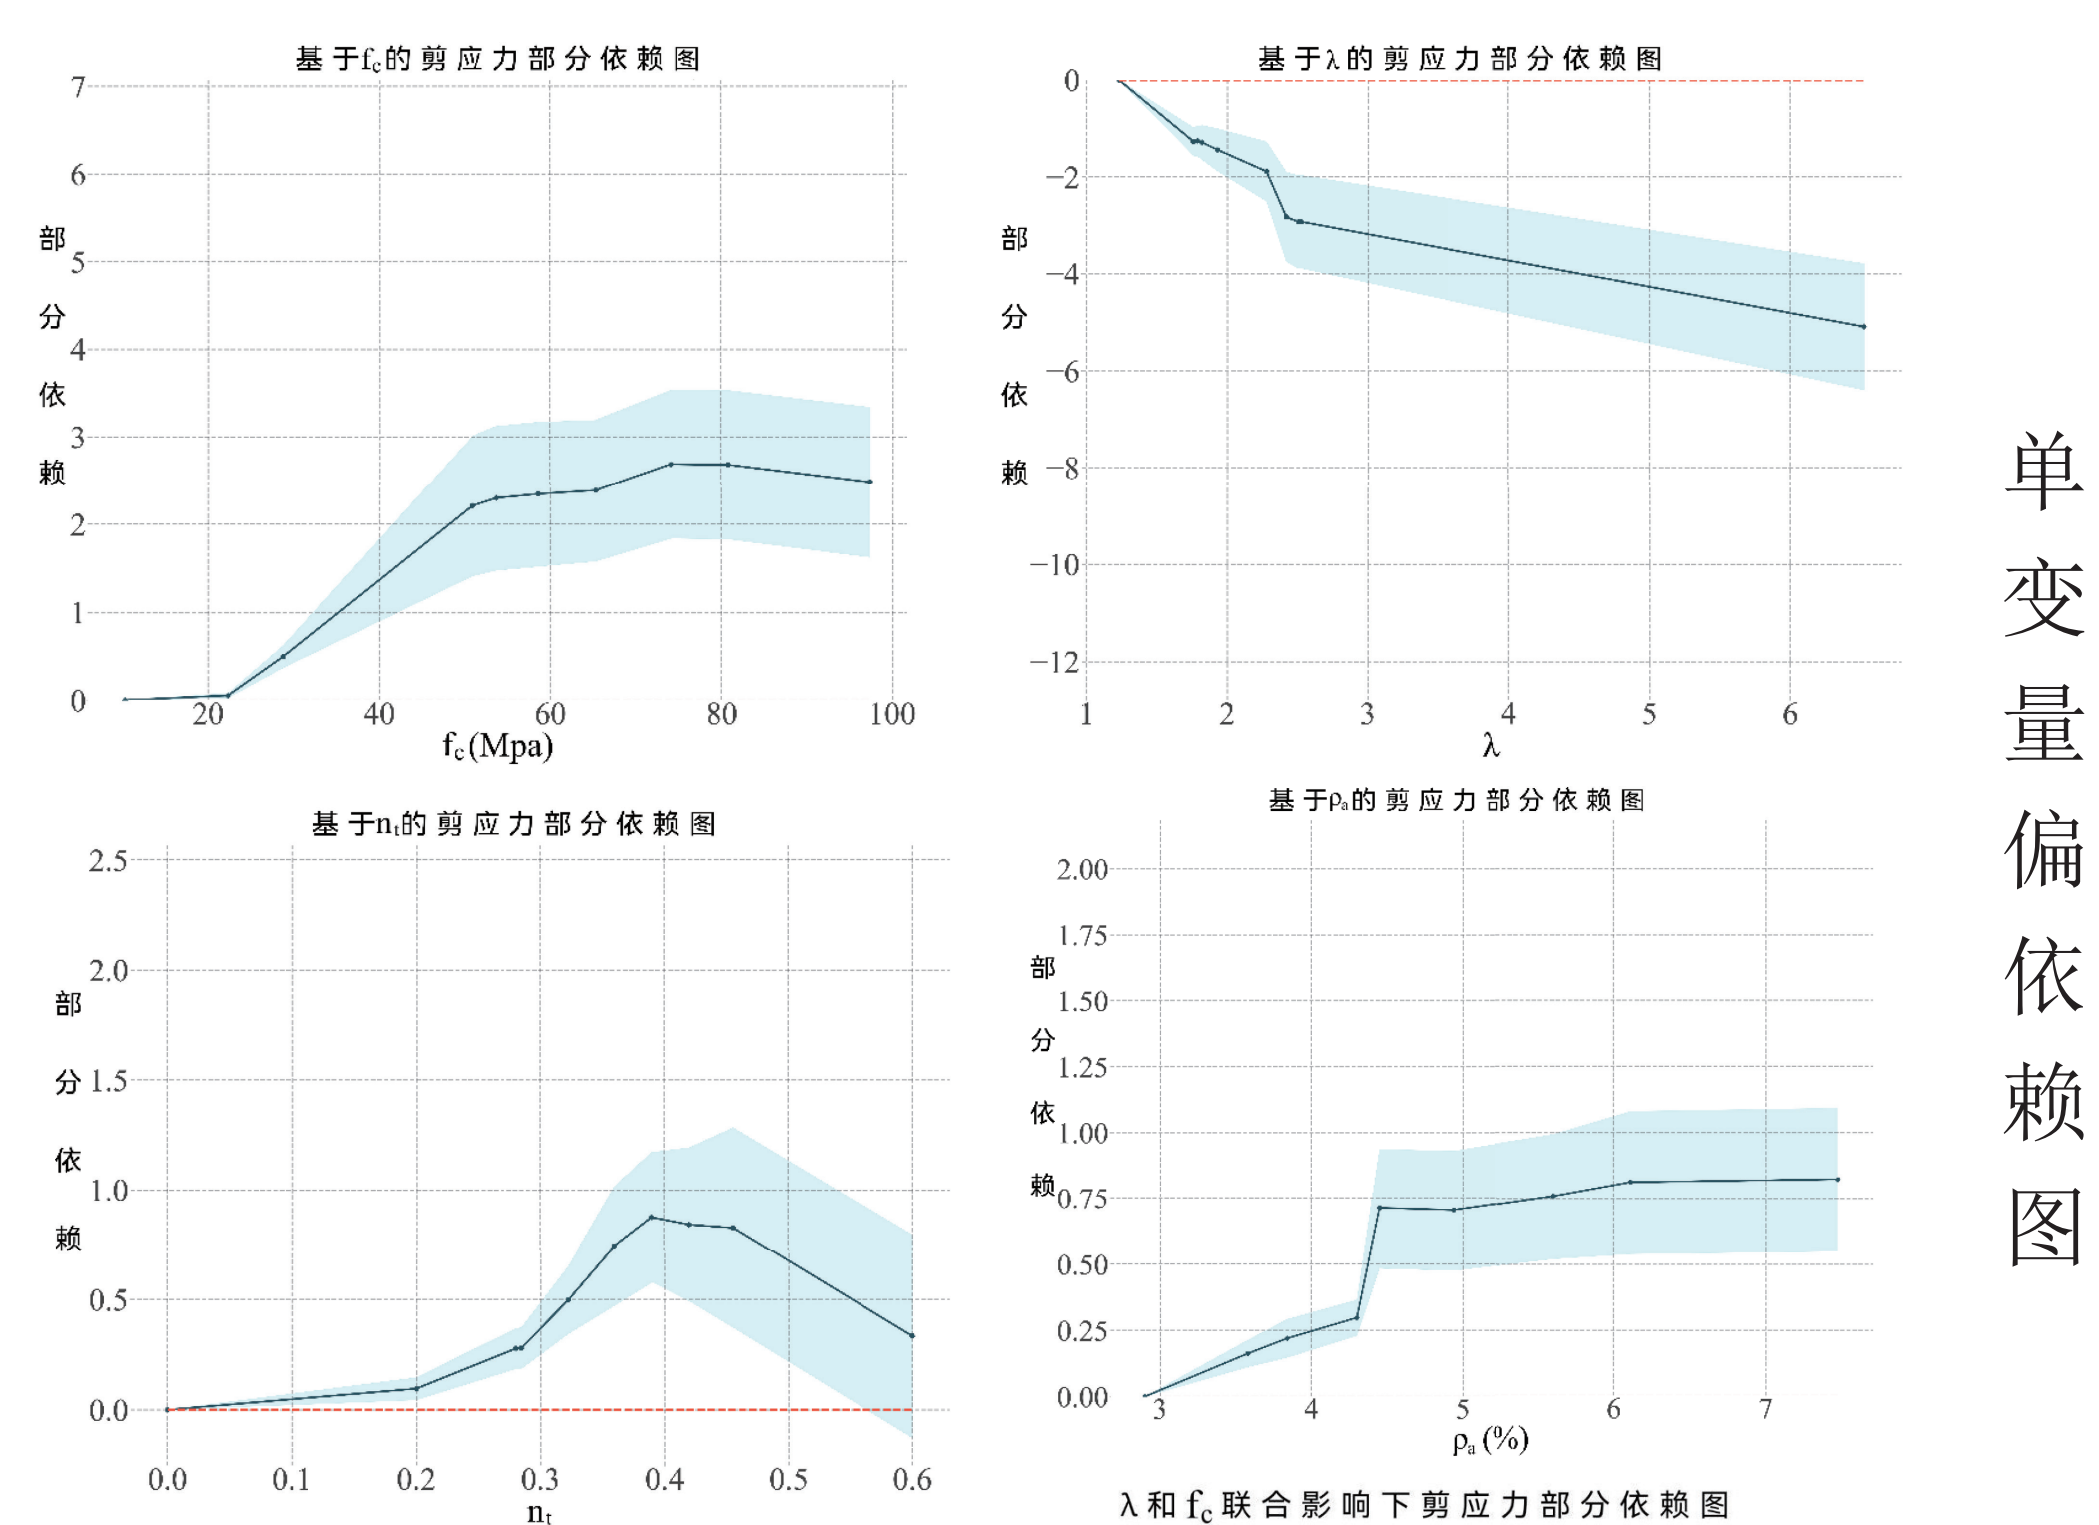 基于fc的剪应力部分依赖图
7
6
5
4
3
2
1
0
部分依赖
20 40 60 80 100
fc(Mpa)
基于λ的剪应力部分依赖图
0
−2
−4
−6
−8
−10
−12
部分依赖
1 2 3 4 5 6
λ
基于nt的剪应力部分依赖图
2.5
2.0
1.5
1.0
0.5
0.0
部分依赖
0.0 0.1 0.2 0.3 0.4 0.5 0.6
nt
基于ρa的剪应力部分依赖图
2.00
1.75
1.50
1.25
1.00
0.75
0.50
0.25
0.00
部分依赖
3 4 5 6 7
ρa(%)
λ和fc联合影响下剪应力部分依赖图
单变量偏依赖图